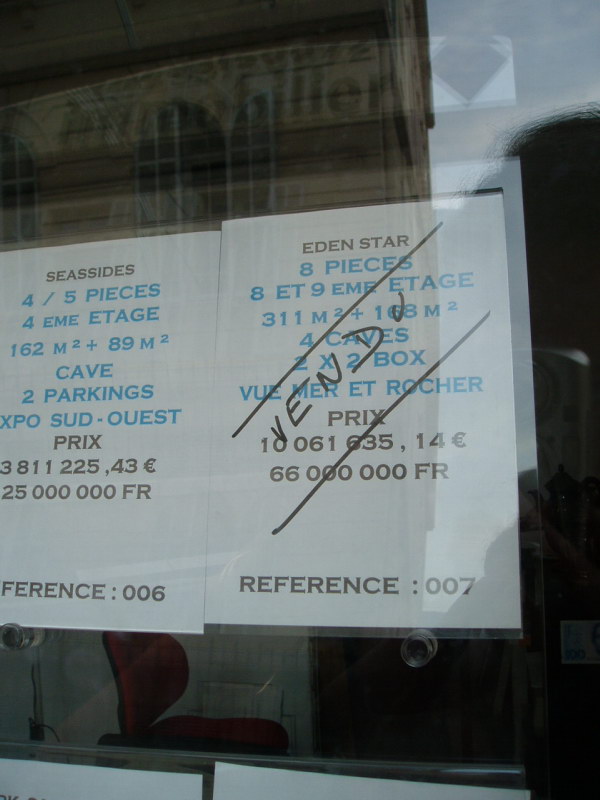 SEASSIDES
4 / 5 PIECES
4 EME ETAGE
162 M² + 89 M²
CAVE
2 PARKINGS
XPO SUD-OUEST
PRIX
3 811 225,43 €
25 000 000 FR
FERENCE : 006
EDEN STAR
8 PIECES
8 ET 9 EME ETAGE
311 M² + 168 M²
4 CAVES
2 X 2 BOX
VUE MER ET ROCHER
PRIX
10 061 635,14 €
66 000 000 FR
VENDU
REFERENCE : 007